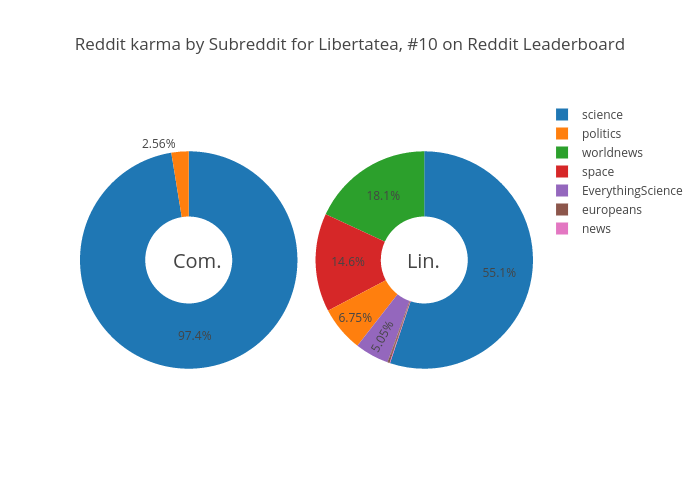 Reddit karma by Subreddit for Libertatea, #10 on Reddit Leaderboard
2.56%
97.4%
Com.
18.1%
14.6%
6.75%
5.05%
55.1%
Lin.
science
politics
worldnews
space
EverythingScience
europeans
news